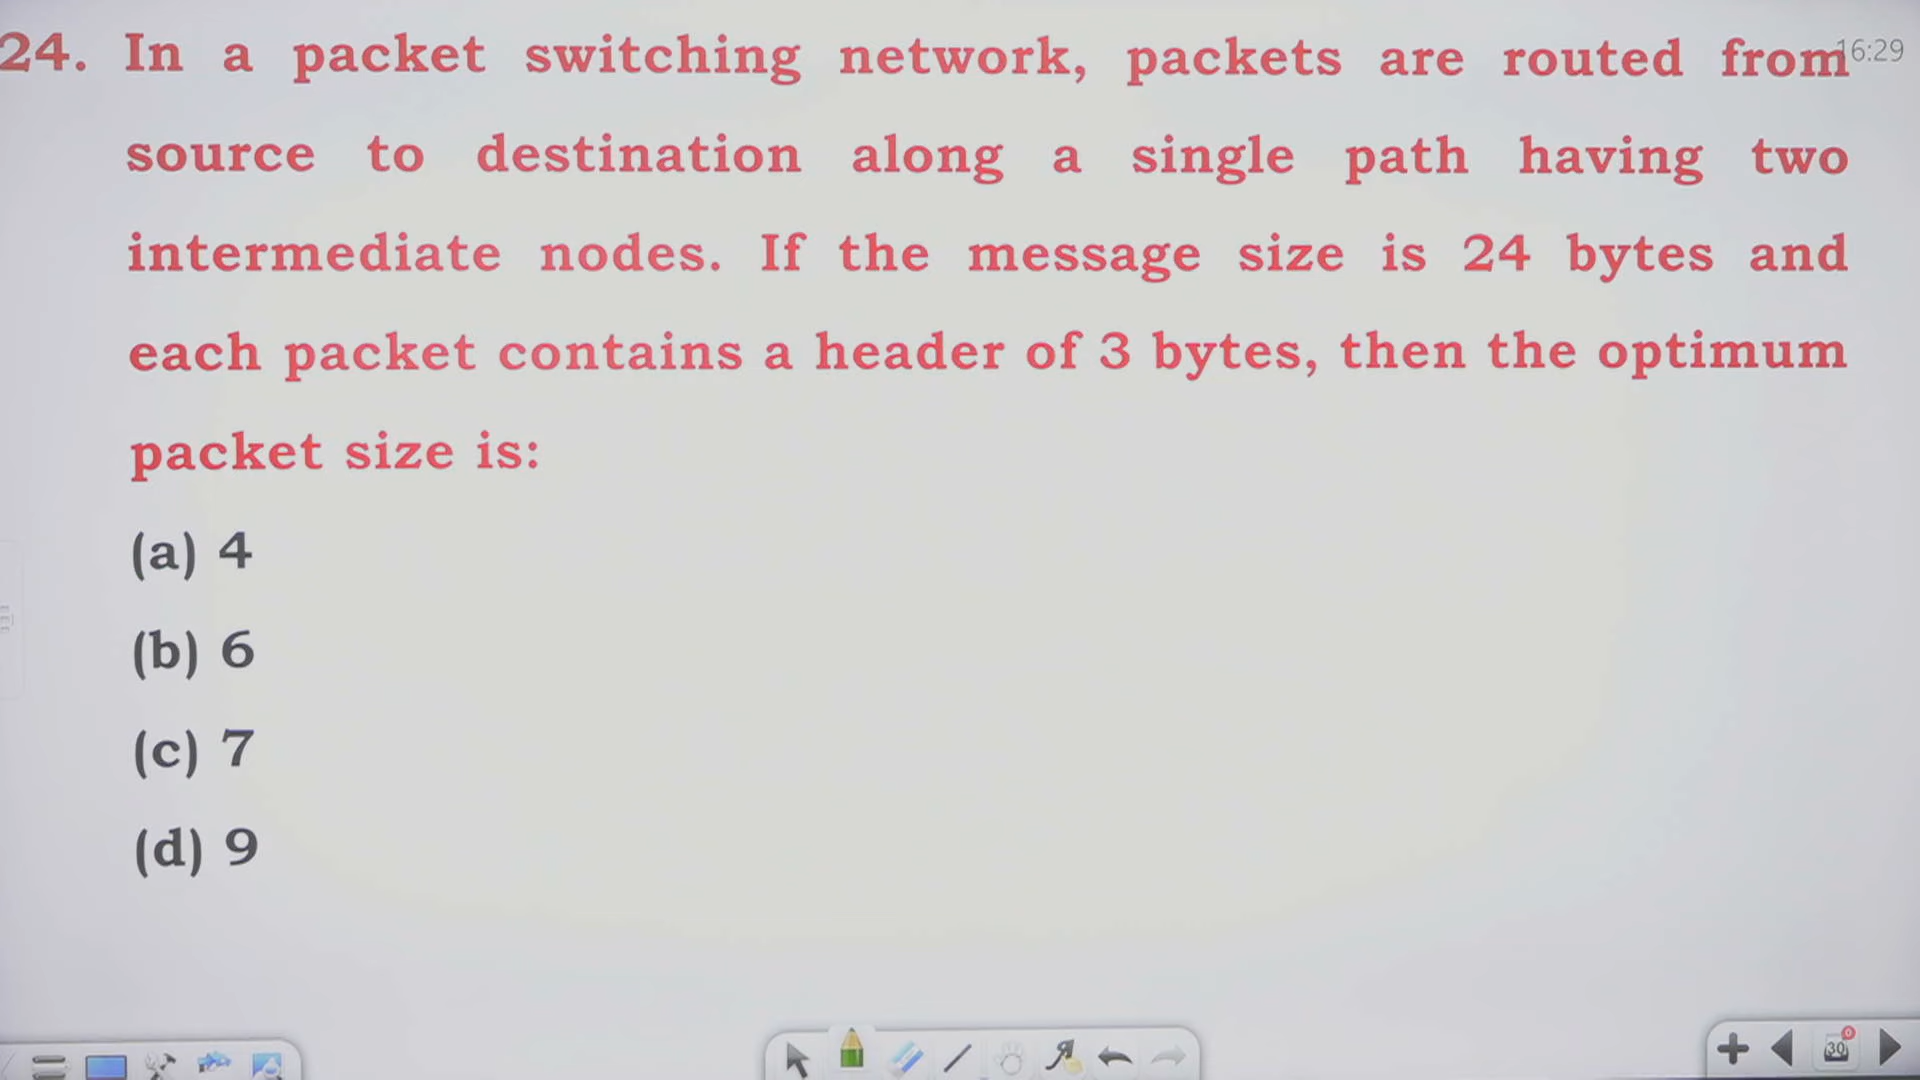 24. In a packet switching network, packets are routed from
16:29
source to destination along a single path having two
intermediate nodes. If the message size is 24 bytes and
each packet contains a header of 3 bytes, then the optimum
packet size is:
(a) 4
(b) 6
(c) 7
(d) 9
30